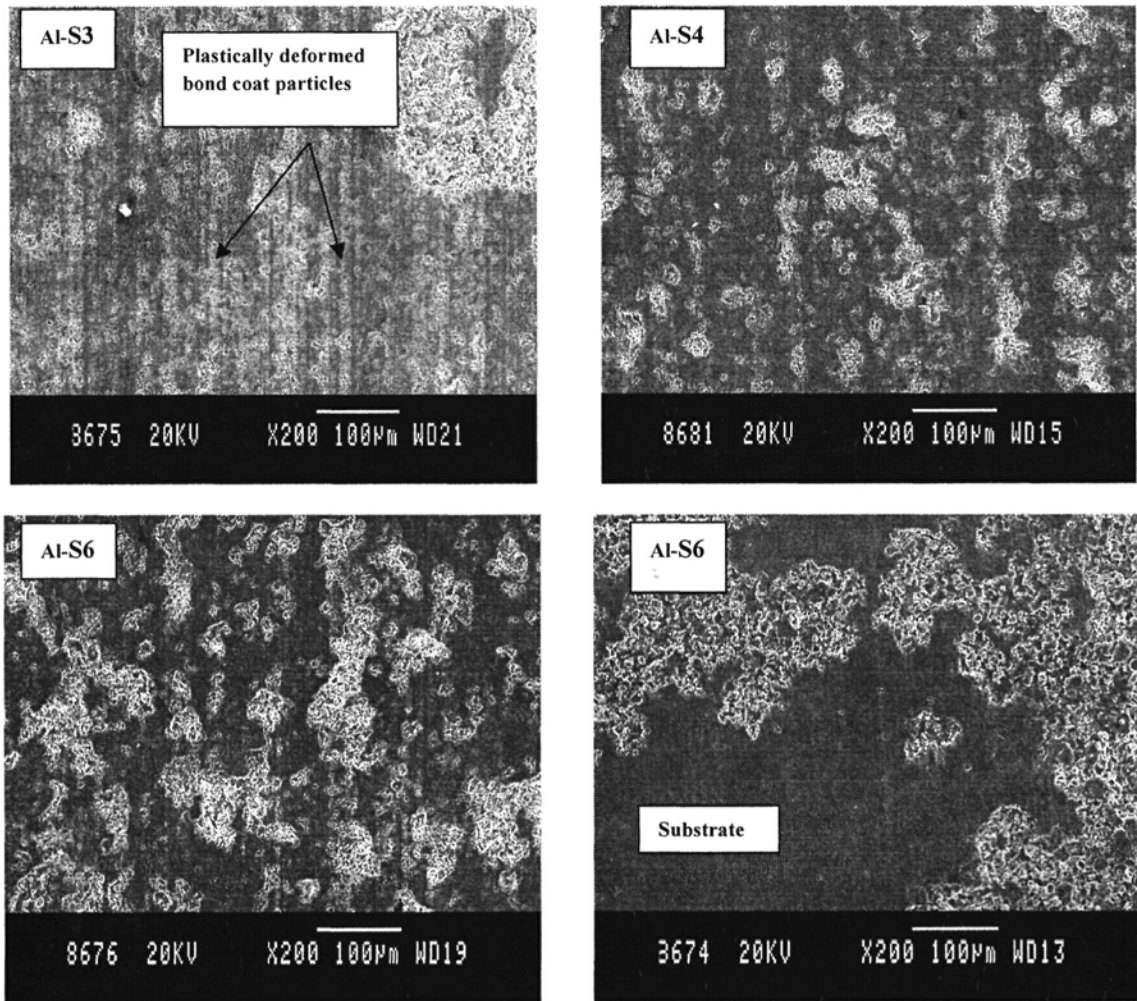 Al-S3
Plastically deformed
bond coat particles
3675 20KV X200 100µm WD21
Al-S4
8681 20KV X200 100µm WD15
Al-S6
8676 20KV X200 100µm WD19
Al-S6
Substrate
3674 20KV X200 100µm WD13